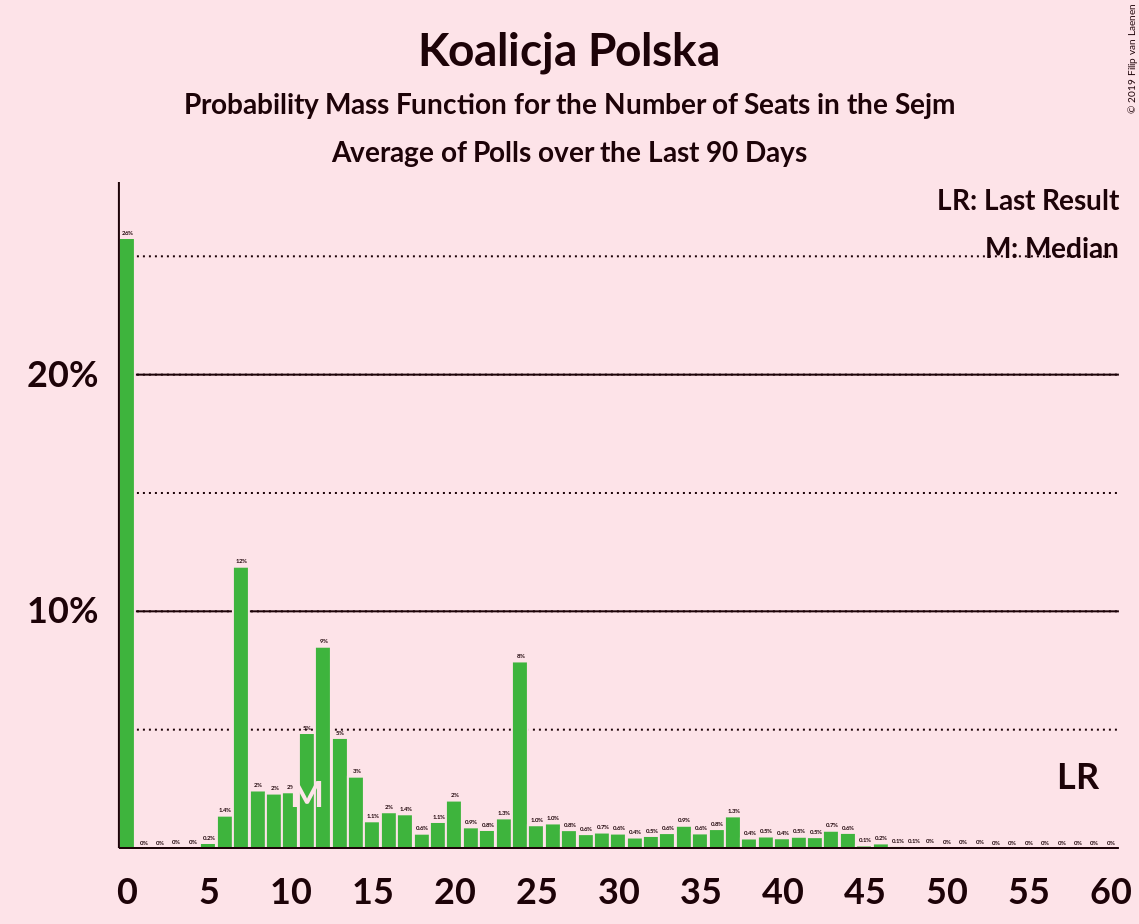 Koalicja Polska
Probability Mass Function for the Number of Seats in the Sejm
Average of Polls over the Last 90 Days
© 2019 Filip van Laenen
LR: Last Result
M: Median
20%
10%
26% 0% 0% 0% 0% 0.2% 1.4% 12% 2% 2% 2% 5% 9% 5% 3% 1.1% 2% 1.4% 0.6% 1.1% 2% 0.9% 0.8% 1.3% 8% 1.0% 1.0% 0.8% 0.6% 0.7% 0.6% 0.4% 0.5% 0.6% 0.9% 0.6% 0.8% 1.3% 0.4% 0.5% 0.4% 0.5% 0.5% 0.7% 0.6% 0.1% 0.2% 0.1% 0.1% 0% 0% 0% 0% 0% 0% 0% 0% 0% 0% 0% 0%
M
LR
0 5 10 15 20 25 30 35 40 45 50 55 60